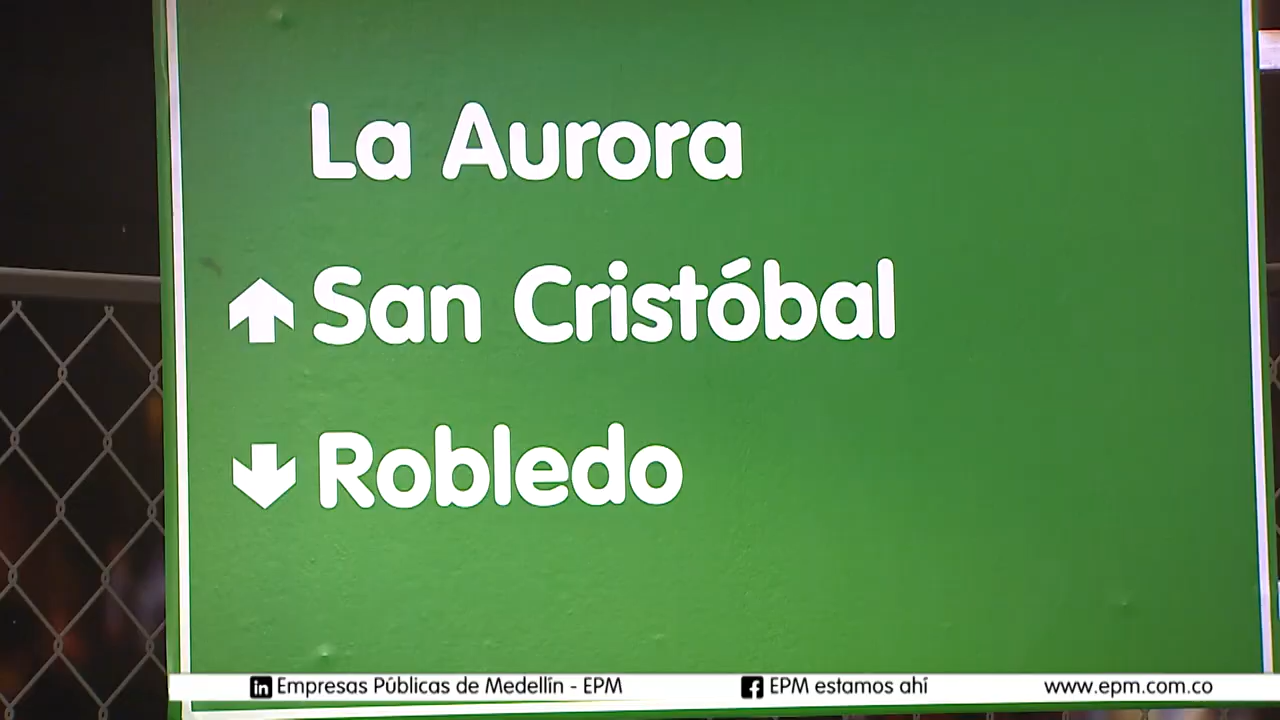 La Aurora
San Cristóbal
Robledo
Empresas Públicas de Medellín - EPM EPM estamos ahí www.epm.com.co